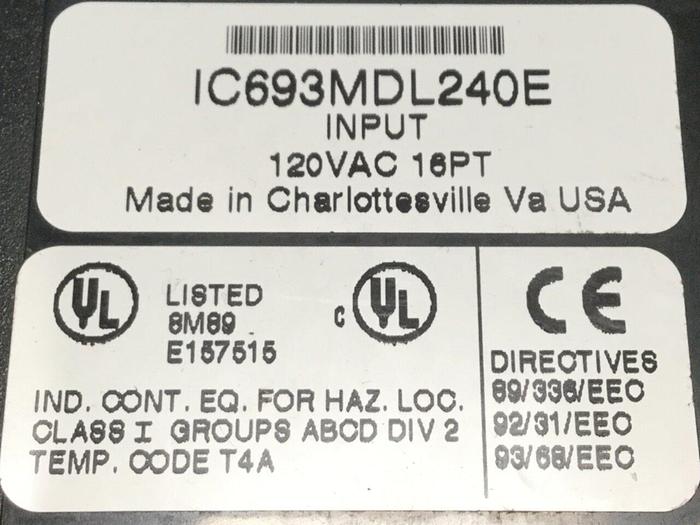 IC693MDL240E
INPUT
120VAC 16PT
Made in Charlottesville Va USA
UL
LISTED
8M89
E157515
C UL
IND. CONT. EQ. FOR HAZ. LOC.
CLASS I GROUPS ABCD DIV 2
TEMP. CODE T4A
CE
DIRECTIVES
89/336/EEC
92/31/EEC
93/68/EEC